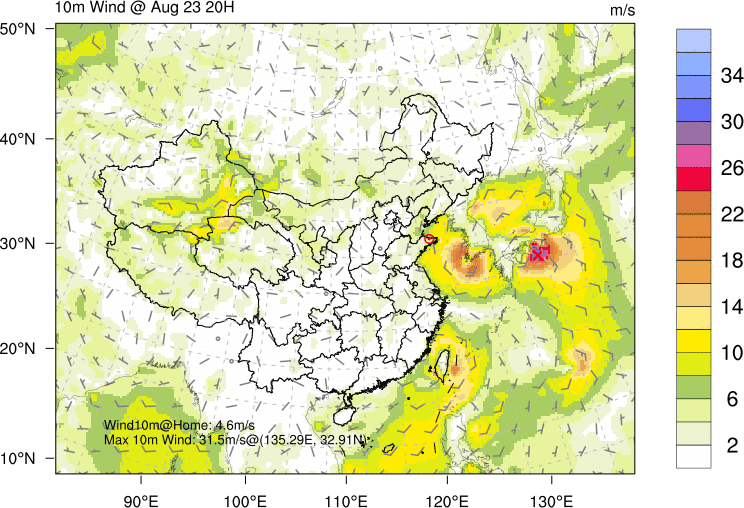 10m Wind @ Aug 23 20H
m/s
50°N
40°N
30°N
20°N
10°N
34
30
26
22
18
14
10
6
2
Wind10m@Home: 4.6m/s
Max 10m Wind: 31.5m/s@(135.29E, 32.91N)
90°E
100°E
110°E
120°E
130°E